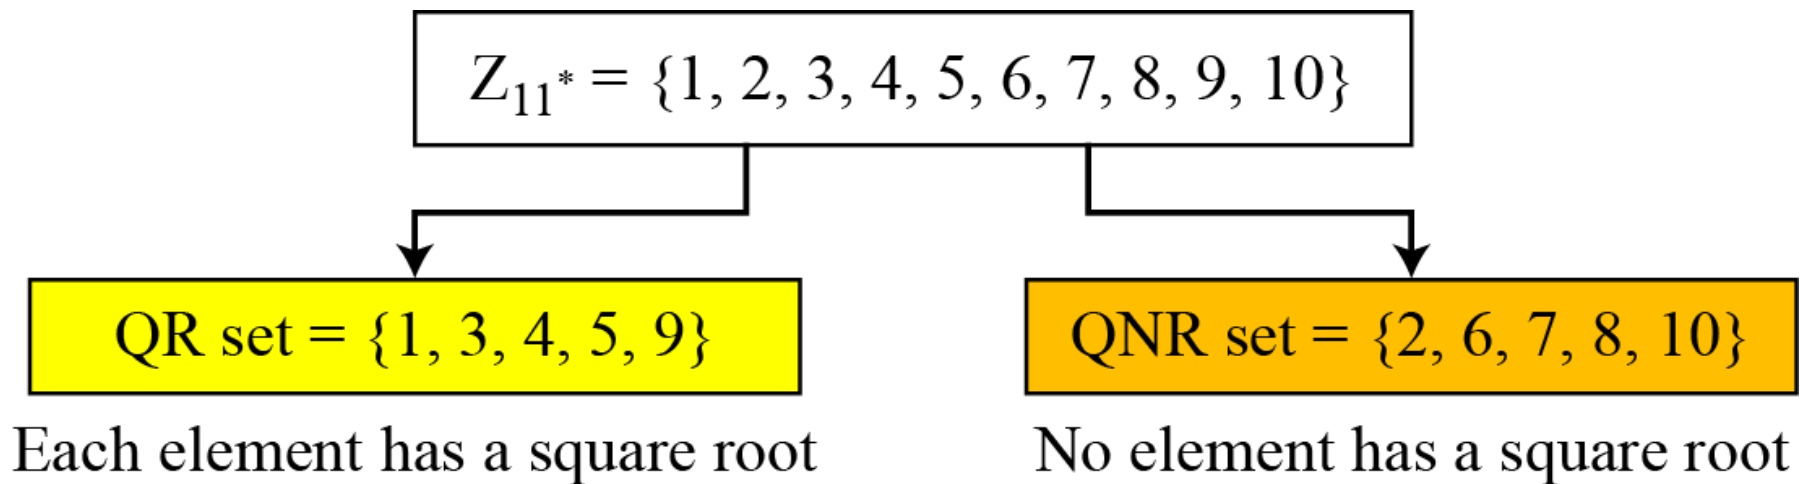 Z₁₁* = {1, 2, 3, 4, 5, 6, 7, 8, 9, 10}
QR set = {1, 3, 4, 5, 9}
QNR set = {2, 6, 7, 8, 10}
Each element has a square root
No element has a square root